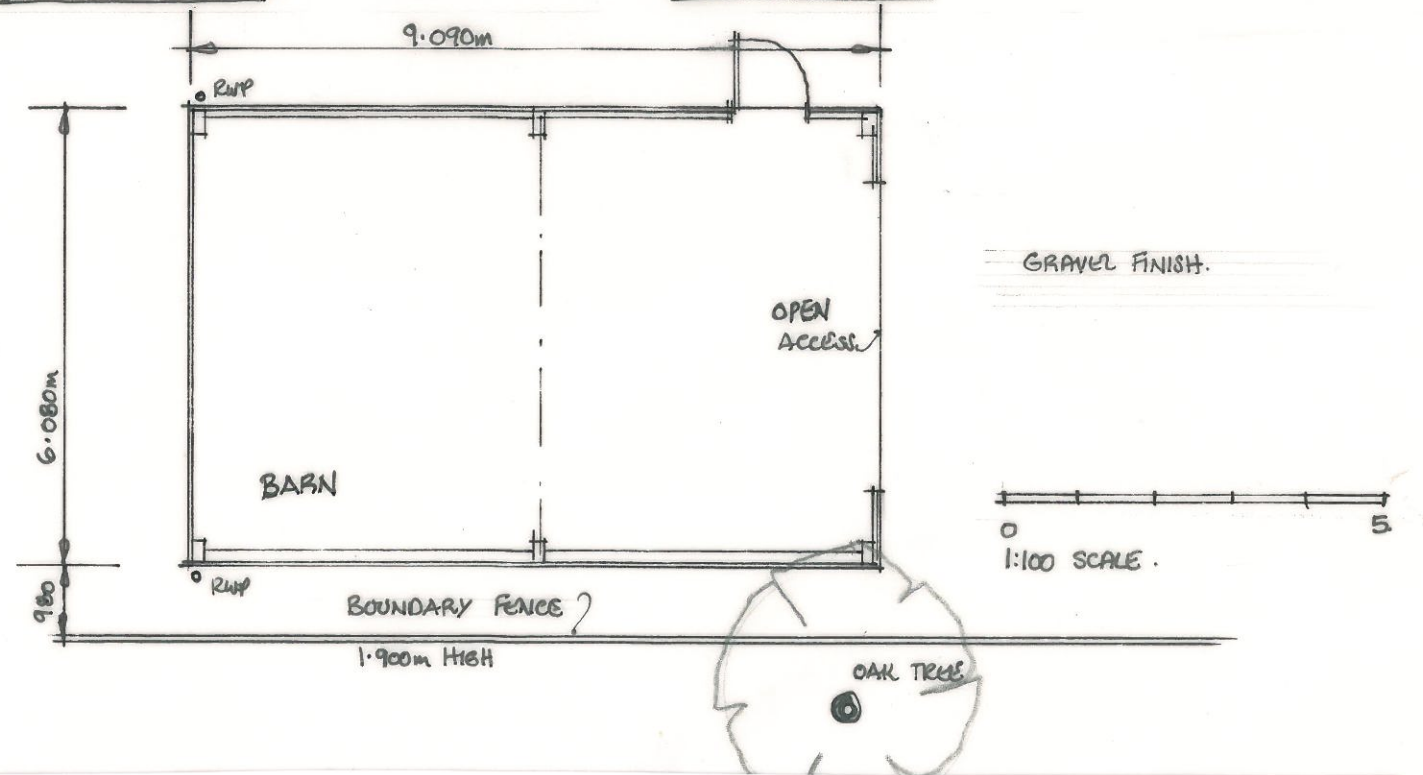 9.090m
RWP
GRAVEL FINISH.
OPEN
ACCESS
6.080m
BARN
0
5
1:100 SCALE.
RWP
980
BOUNDARY FENCE
1.900m HIGH
OAK TREE